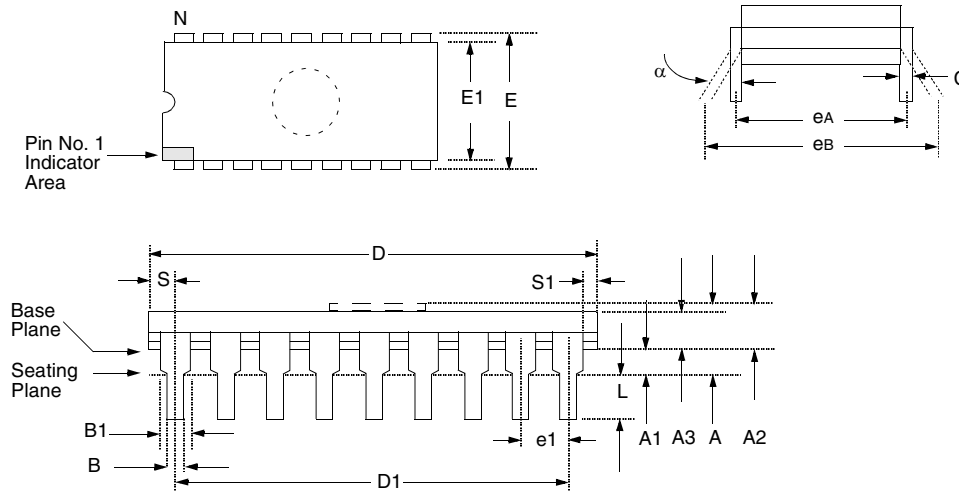 N
E1
E
Pin No. 1
Indicator
Area
α
C
eA
eB
D
S
S1
Base
Plane
Seating
Plane
L
B1
B
e1
D1
A1
A3
A
A2